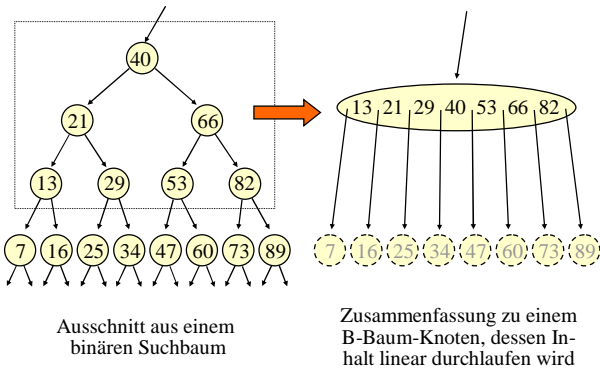 40
21 66
13 29 53 82
7 16 25 34 47 60 73 89
13 21 29 40 53 66 82
7 16 25 34 47 60 73 89
Ausschnitt aus einem
binären Suchbaum
Zusammenfassung zu einem
B-Baum-Knoten, dessen In-
halt linear durchlaufen wird